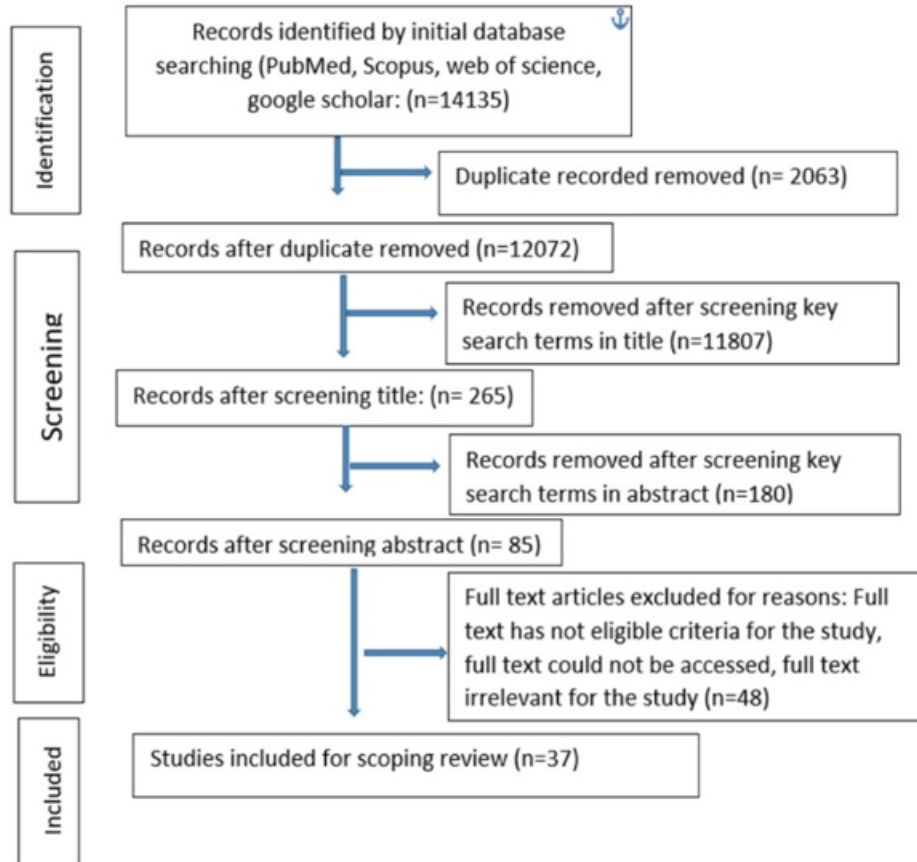 Identification
Records identified by initial database
searching (PubMed, Scopus, web of science,
google scholar: (n=14135)
Duplicate recorded removed (n= 2063)
Screening
Records after duplicate removed (n=12072)
Records removed after screening key
search terms in title (n=11807)
Records after screening title: (n= 265)
Records removed after screening key
search terms in abstract (n=180)
Records after screening abstract (n= 85)
Eligibility
Full text articles excluded for reasons: Full
text has not eligible criteria for the study,
full text could not be accessed, full text
irrelevant for the study (n=48)
Included
Studies included for scoping review (n=37)